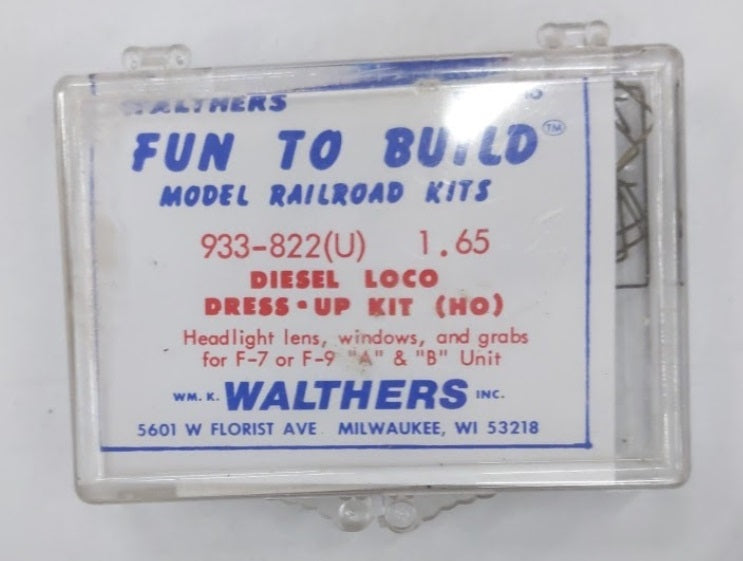 WALTHERS
FUN TO BUILD™
MODEL RAILROAD KITS
933-822(U) 1.65
DIESEL LOCO
DRESS-UP KIT (HO)
Headlight lens, windows, and grabs
for F-7 or F-9 "A" & "B" Unit
WM. K. WALTHERS INC.
5601 W FLORIST AVE. MILWAUKEE, WI 53218